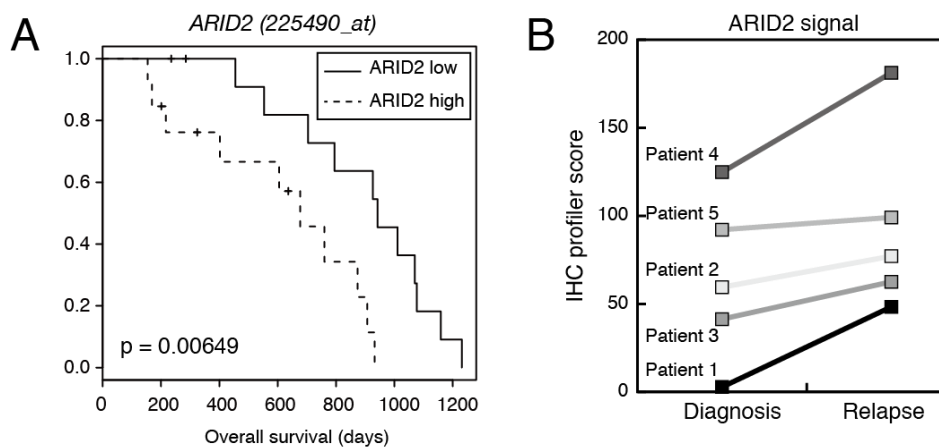 A
ARID2 (225490_at)
ARID2 low
ARID2 high
1.0
0.8
0.6
0.4
0.2
0.0
p = 0.00649
0
200
400
600
800
1000
1200
Overall survival (days)
B
ARID2 signal
IHC profiler score
200
150
100
50
0
Patient 4
Patient 5
Patient 2
Patient 3
Patient 1
Diagnosis
Relapse